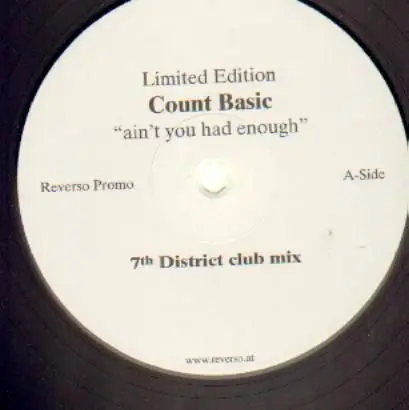 Limited Edition
Count Basic
“ain’t you had enough”
Reverso Promo
A-Side
7th District club mix
www.reverso.at